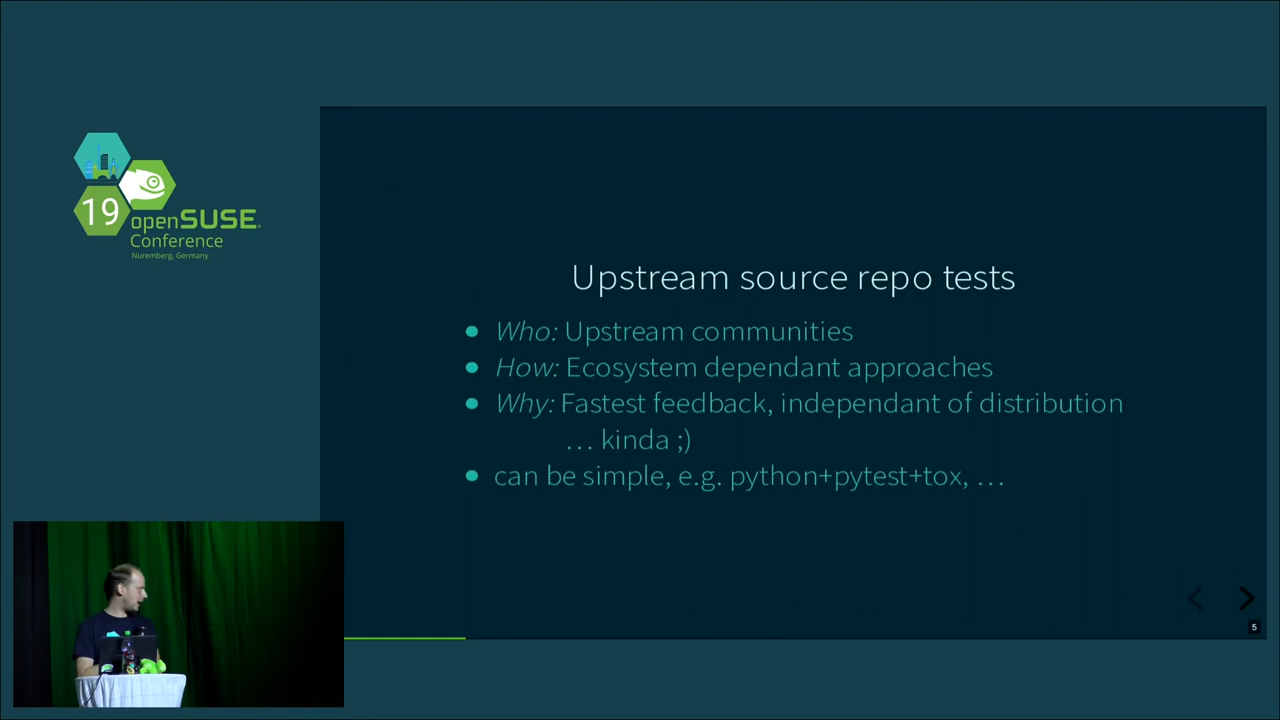 19
openSUSE
Conference
Nuremberg, Germany
Upstream source repo tests
Who: Upstream communities
How: Ecosystem dependant approaches
Why: Fastest feedback, independant of distribution
... kinda ;)
can be simple, e.g. python+pytest+tox, ...
5